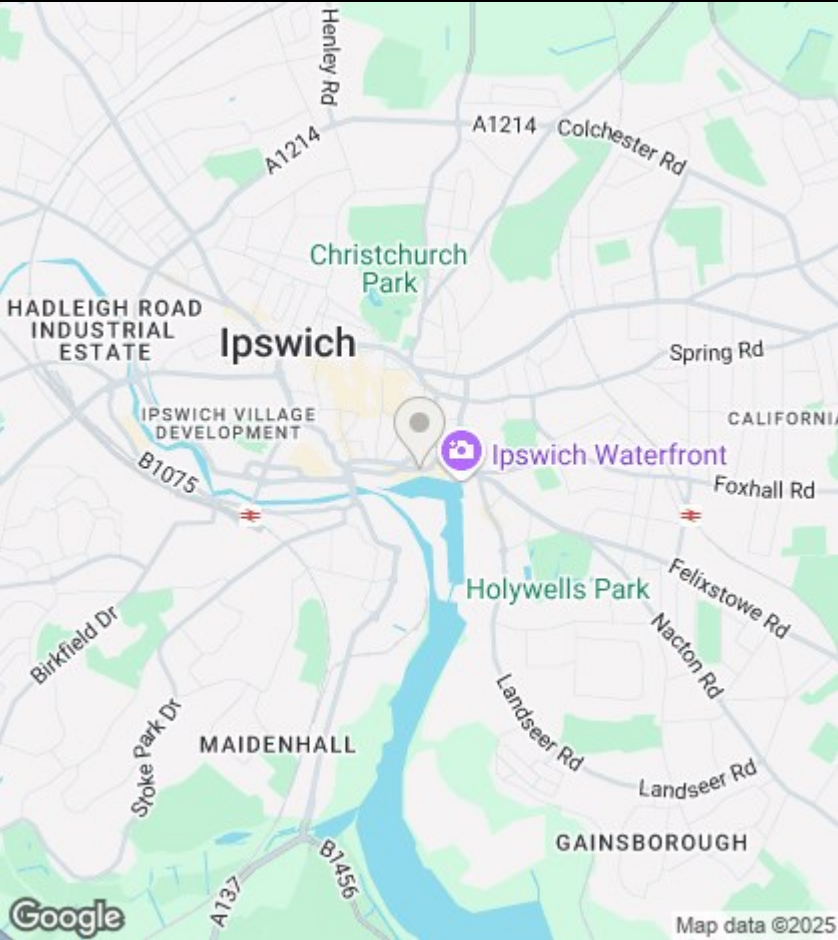 Henley Rd
A1214
Colchester Rd
A1214
Christchurch
Park
HADLEIGH ROAD
INDUSTRIAL
ESTATE
Ipswich
Spring Rd
IPSWICH VILLAGE
DEVELOPMENT
CALIFORNIA
Ipswich Waterfront
B1075
Foxhall Rd
Holywells Park
Felixstowe Rd
Birkfield Dr
Nacton Rd
Stoke Park Dr
Landseer Rd
MAIDENHALL
Landseer Rd
GAINSBOROUGH
B1456
A137
Google
Map data ©2025